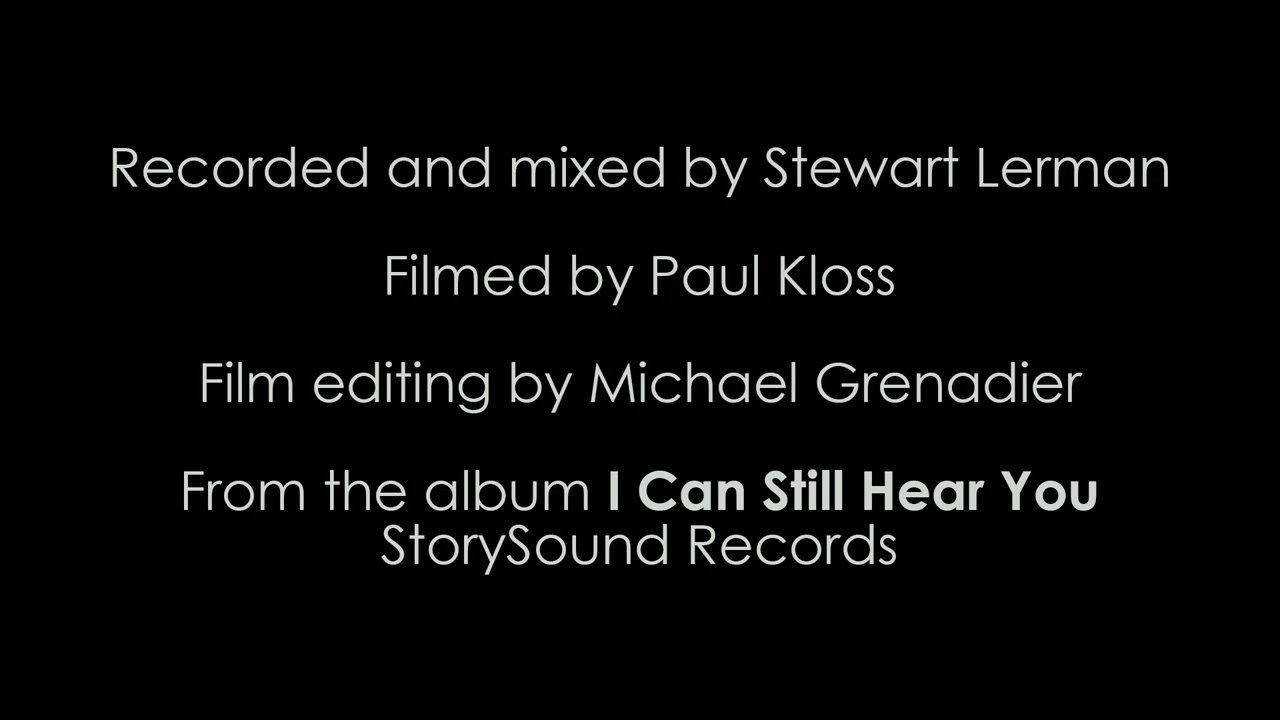 Recorded and mixed by Stewart Lerman
Filmed by Paul Kloss
Film editing by Michael Grenadier
From the album I Can Still Hear You
StorySound Records